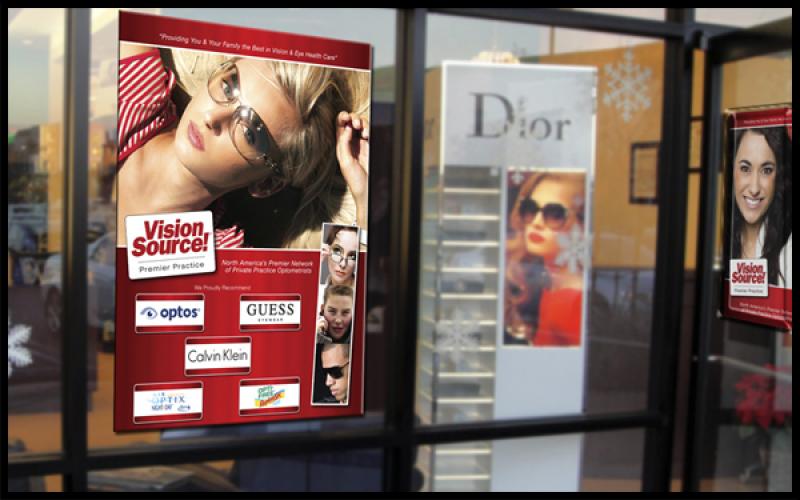 "Providing You & Your Family the Best in Vision & Eye Health Care"
Vision
Source!
Premier Practice
North America's Premier Network
of Private Practice Optometrists
We Proudly Recommend
optos
GUESS
EYEWEAR
Calvin Klein
OPTIX
NIGHT & DAY
OPTI-
FREE
Dior
Vision
Source!
Premier Practice